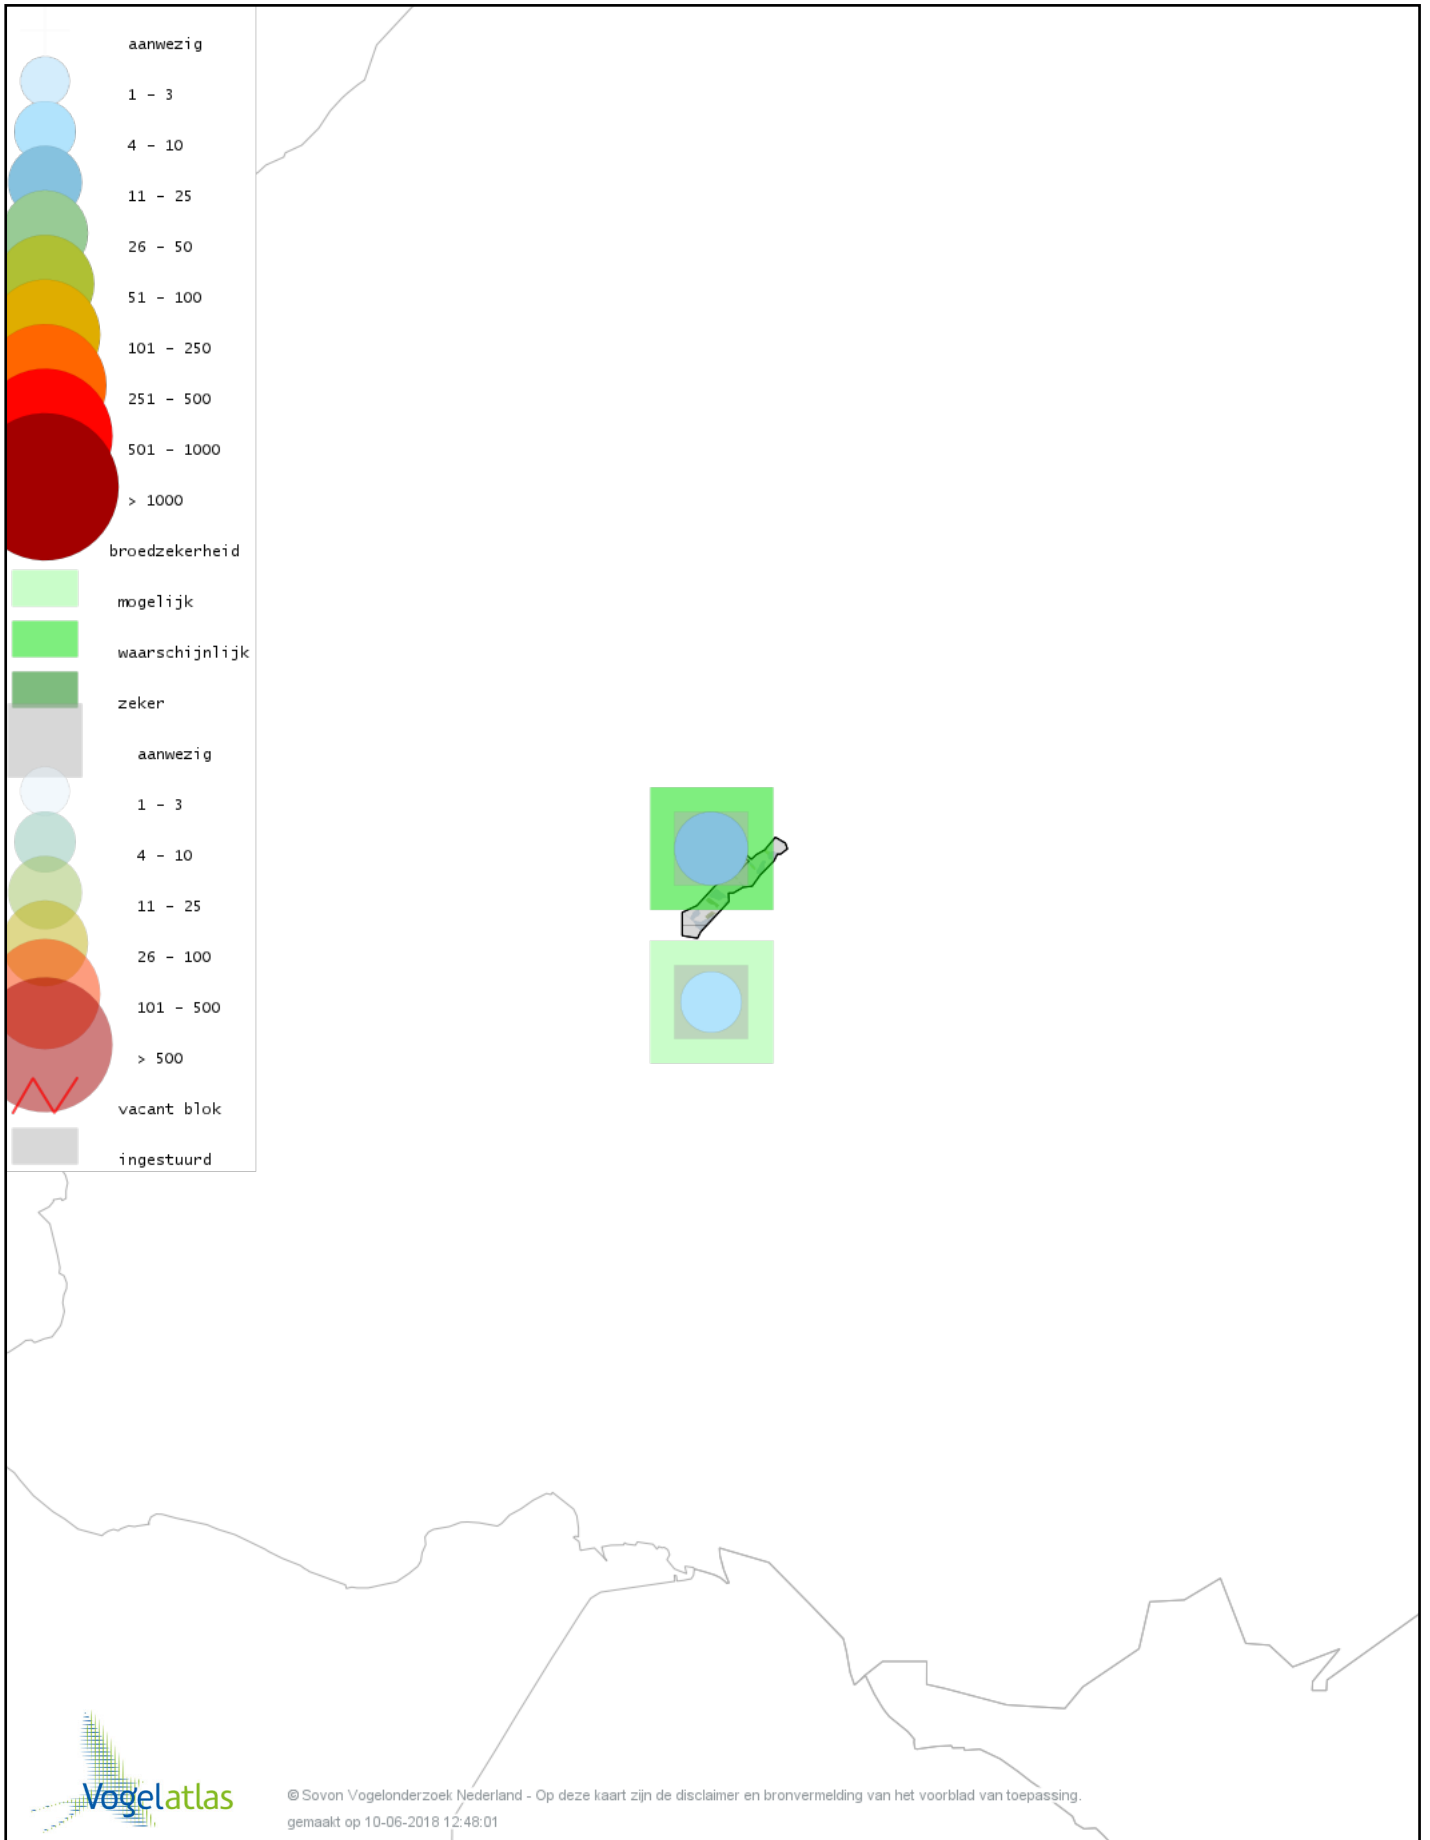 aanwezig
1 - 3
4 - 10
11 - 25
26 - 50
51 - 100
101 - 250
251 - 500
501 - 1000
> 1000
broedzekerheid
mogelijk
waarschijnlijk
zeker
aanwezig
1 - 3
4 - 10
11 - 25
26 - 100
101 - 500
> 500
vacant blok
ingestuurd
Vogelatlas
© Sovon Vogelonderzoek Nederland - Op deze kaart zijn de disclaimer en bronvermelding van het voorblad van toepassing.
gemaakt op 10-06-2018 12:48:01